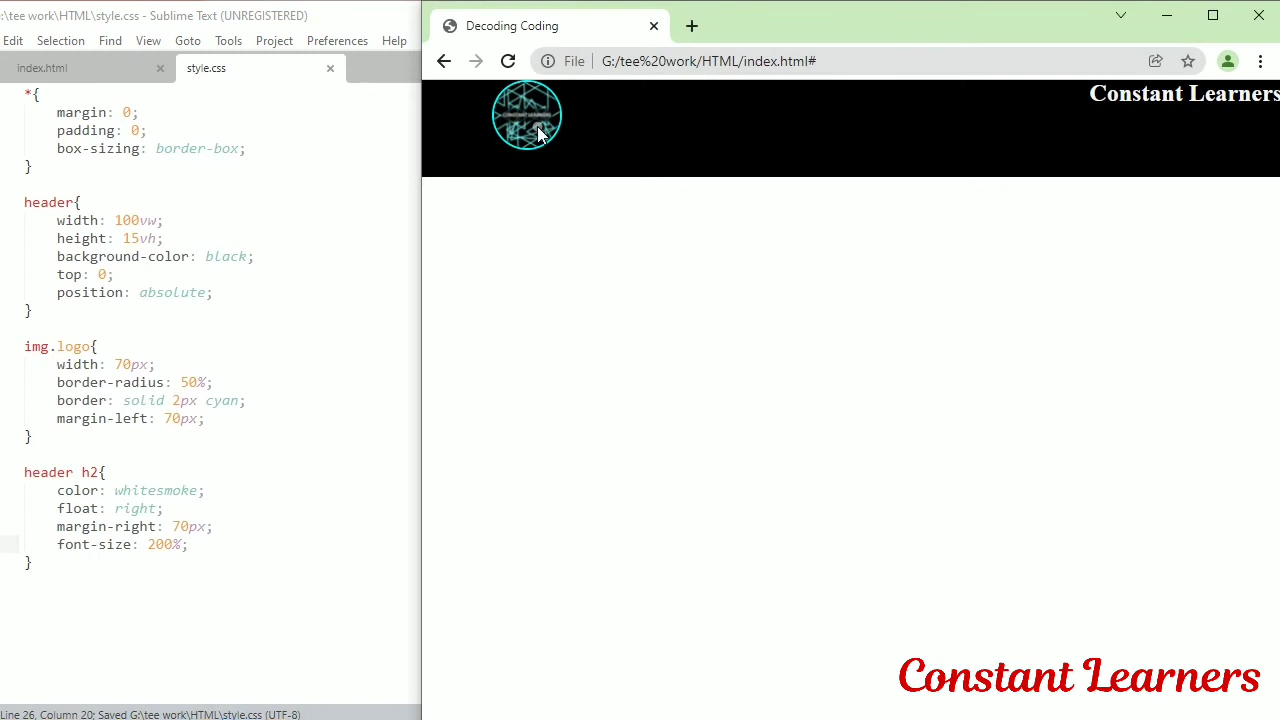 :\tee work\HTML\style.css - Sublime Text (UNREGISTERED)
Edit Selection Find View Goto Tools Project Preferences Help
index.html
style.css
*{
margin: 0;
padding: 0;
box-sizing: border-box;
}
header{
width: 100vw;
height: 15vh;
background-color: black;
top: 0;
position: absolute;
}
img.logo{
width: 70px;
border-radius: 50%;
border: solid 2px cyan;
margin-left: 70px;
}
header h2{
color: whitesmoke;
float: right;
margin-right: 70px;
font-size: 200%;
}
Line 26, Column 20; Saved G:\tee work\HTML\style.css (UTF-8)
Decoding Coding
File G:/tee%20work/HTML/index.html#
CONSTANT LEARNERS
Constant Learners
Constant Learners